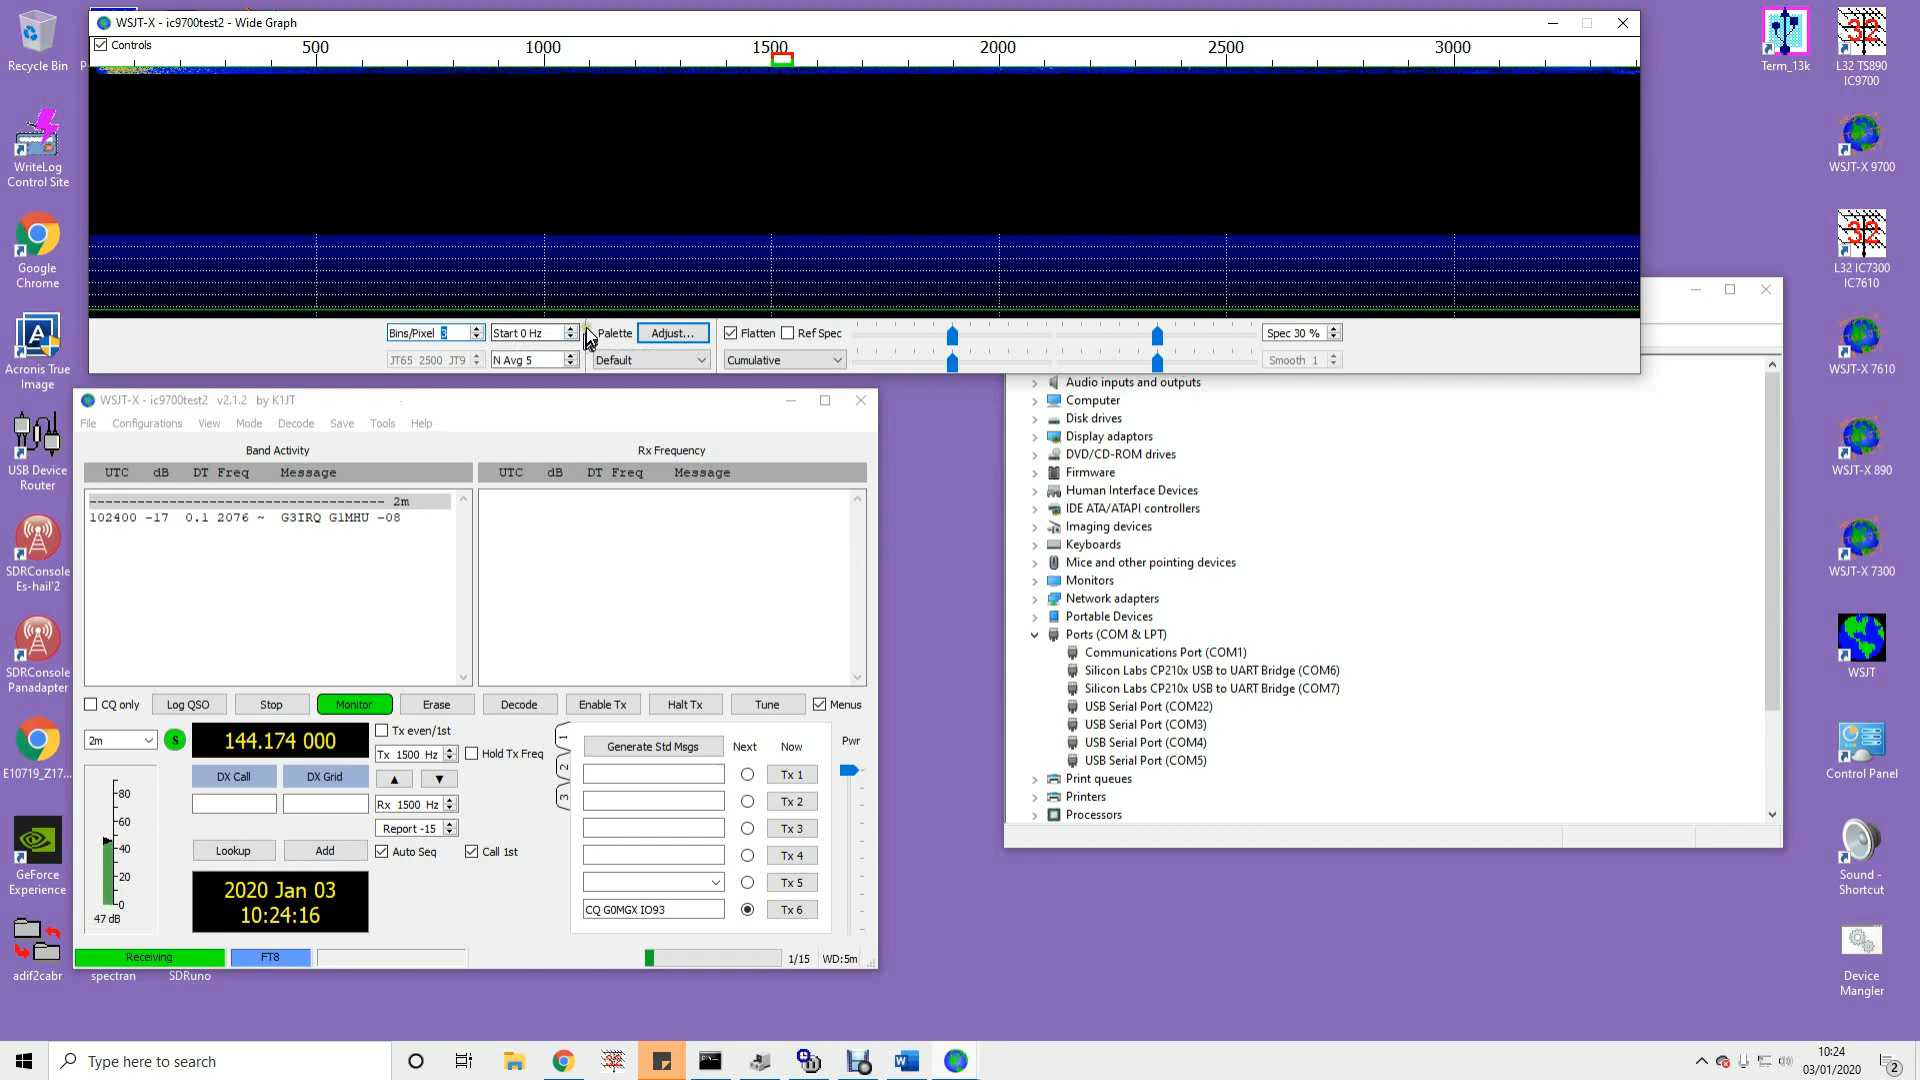 WSJT-X - ic9700test2 - Wide Graph
Controls
500
1000
1500
2000
2500
3000
Bins/Pixel 3
Start 0 Hz
Palette
Adjust...
Flatten
Ref Spec
Spec 30 %
JT65 2500 JT9
N Avg 5
Default
Cumulative
Smooth 1
WSJT-X - ic9700test2 v2.1.2 by K1JT
File Configurations View Mode Decode Save Tools Help
Band Activity
Rx Frequency
UTC dB DT Freq Message
UTC dB DT Freq Message
------------------------------------- 2m
102400 -17 0.1 2076 ~ G3IRQ G1MHU -08
CQ only
Log QSO
Stop
Monitor
Erase
Decode
Enable Tx
Halt Tx
Tune
Menus
2m
S
144.174 000
Tx even/1st
Tx 1500 Hz
Hold Tx Freq
DX Call
DX Grid
Rx 1500 Hz
Report -15
Lookup
Add
Auto Seq
Call 1st
-80
-60
-40
-20
-0
47 dB
2020 Jan 03
10:24:16
1
2
3
Generate Std Msgs
Next
Now
Pwr
Tx 1
Tx 2
Tx 3
Tx 4
Tx 5
CQ G0MGX IO93
Tx 6
Receiving
FT8
1/15
WD:5m
Audio inputs and outputs
Computer
Disk drives
Display adaptors
DVD/CD-ROM drives
Firmware
Human Interface Devices
IDE ATA/ATAPI controllers
Imaging devices
Keyboards
Mice and other pointing devices
Monitors
Network adapters
Portable Devices
Ports (COM & LPT)
Communications Port (COM1)
Silicon Labs CP210x USB to UART Bridge (COM6)
Silicon Labs CP210x USB to UART Bridge (COM7)
USB Serial Port (COM22)
USB Serial Port (COM3)
USB Serial Port (COM4)
USB Serial Port (COM5)
Print queues
Printers
Processors
Recycle Bin
P
WriteLog
Control Site
Google
Chrome
Acronis True
Image
USB Device
Router
SDRConsole
Es-hail'2
SDRConsole
Panadapter
E10719_Z17...
GeForce
Experience
adif2cabr
spectran
SDRuno
Term_13k
32
L32 TS890
IC9700
WSJT-X 9700
32
L32 IC7300
IC7610
WSJT-X 7610
WSJT-X 890
WSJT-X 7300
WSJT
Control Panel
Sound -
Shortcut
Device
Mangler
Type here to search
32
10:24
03/01/2020
2